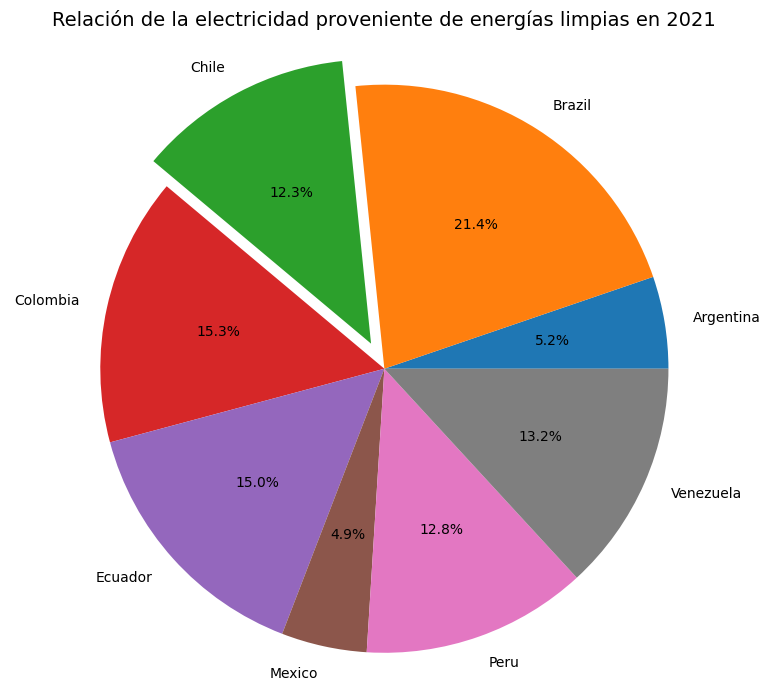 Relación de la electricidad proveniente de energías limpias en 2021
Chile
Brazil
12.3%
21.4%
Colombia
Argentina
15.3%
5.2%
13.2%
15.0%
Venezuela
12.8%
4.9%
Ecuador
Peru
Mexico